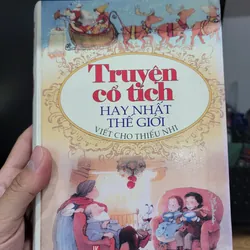 Truyện
cổ tích
HAY NHẤT
THẾ GIỚI
VIẾT CHO THIẾU NHI